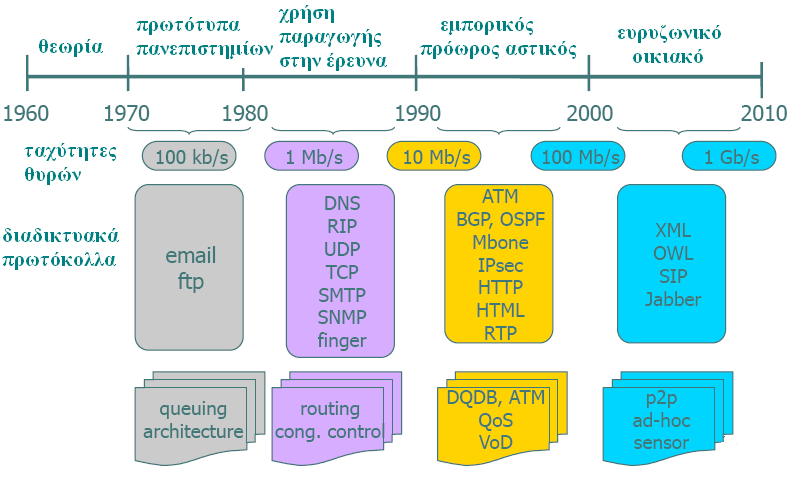 θεωρία
πρωτότυπα
πανεπιστημίων
χρήση
παραγωγής
στην έρευνα
εμπορικός
πρόωρος αστικός
ευρυζωνικό
οικιακό
1960
1970
1980
1990
2000
2010
ταχύτητες
θυρών
100 kb/s
1 Mb/s
10 Mb/s
100 Mb/s
1 Gb/s
διαδικτυακά
πρωτόκολλα
email
ftp
DNS
RIP
UDP
TCP
SMTP
SNMP
finger
ATM
BGP, OSPF
Mbone
IPsec
HTTP
HTML
RTP
XML
OWL
SIP
Jabber
queuing
architecture
routing
cong. control
DQDB, ATM
QoS
VoD
p2p
ad-hoc
sensor